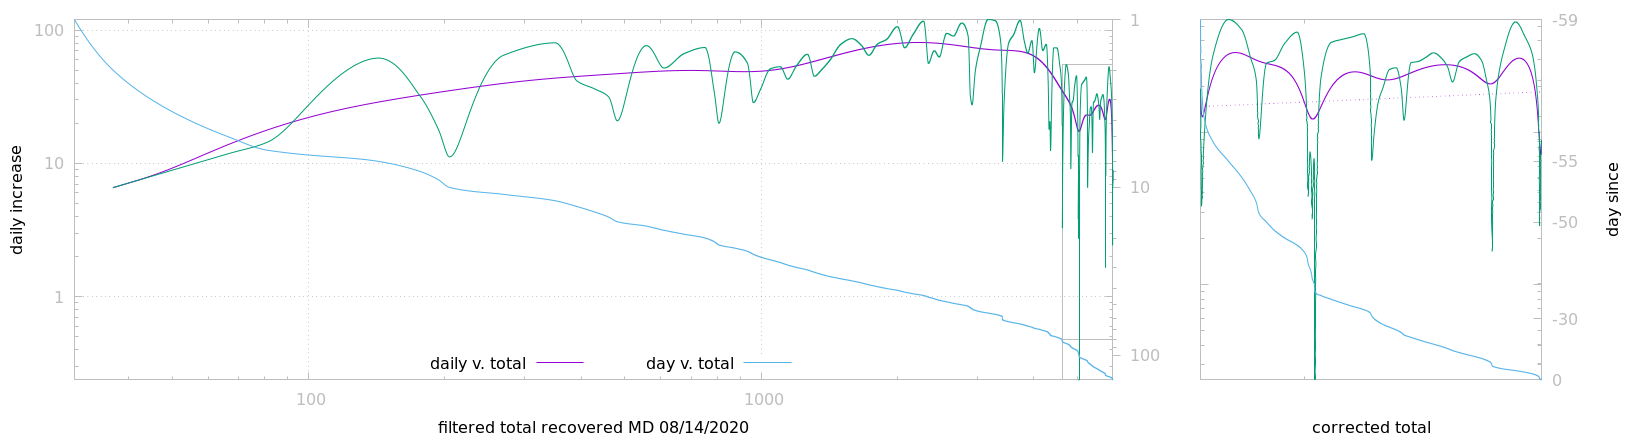 daily increase
100
10
1
daily v. total
day v. total
100
1000
filtered total recovered MD 08/14/2020
1
10
100
-59
-55
-50
-30
0
day since
corrected total